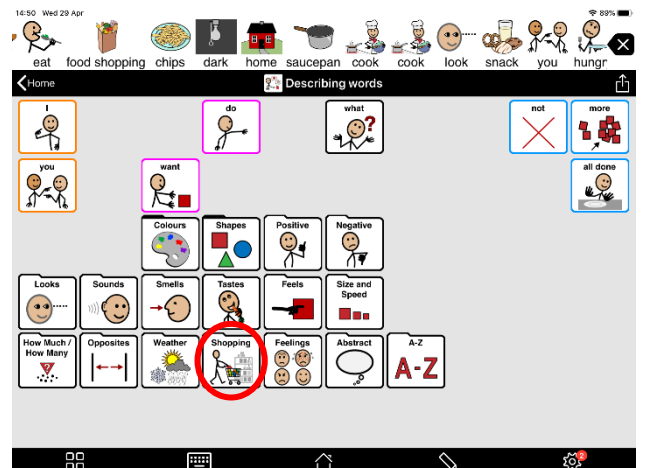 14:50 Wed 29 Apr
89%
eat food shopping chips dark home saucepan cook cook look snack you hungr
Home
Describing words
I do what not more
you want all done
Colours Shapes Positive Negative
Looks Sounds Smells Tastes Feels Size and
Speed
How Much /
How Many
Opposites Weather Shopping Feelings Abstract A-Z
A-Z
2